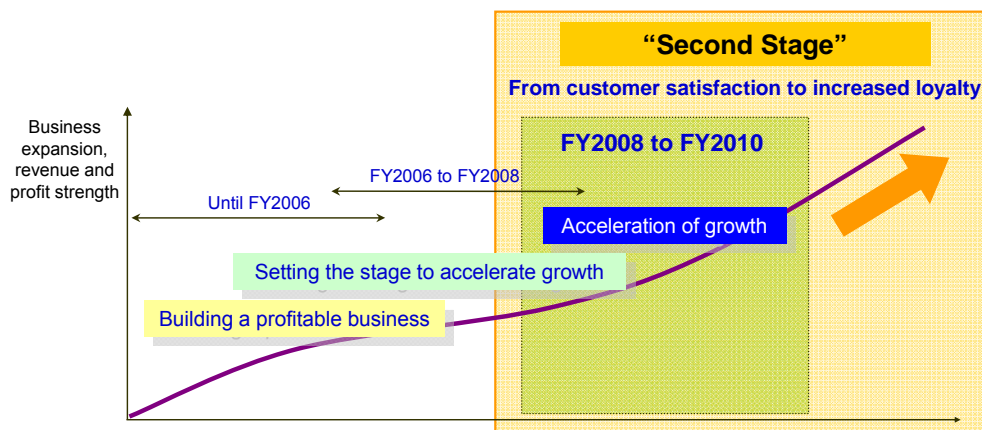 “Second Stage”
From customer satisfaction to increased loyalty
Business
expansion,
revenue and
profit strength
FY2008 to FY2010
FY2006 to FY2008
Until FY2006
Acceleration of growth
Setting the stage to accelerate growth
Building a profitable business